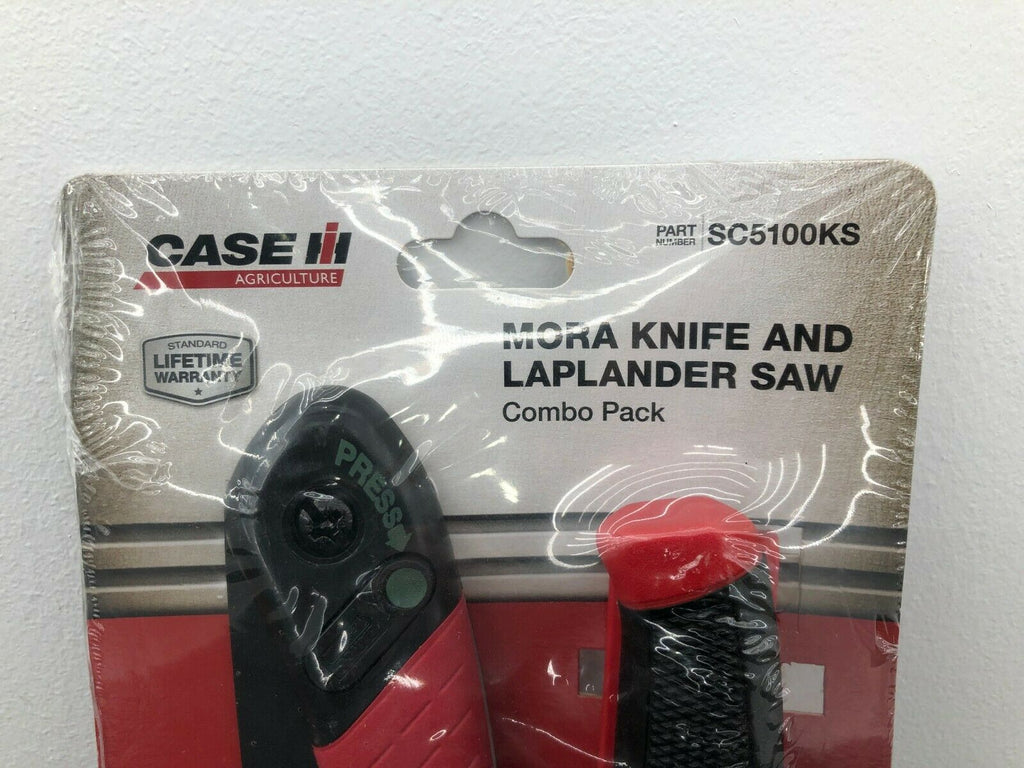 CASE IH
AGRICULTURE
PART NUMBER SC5100KS
STANDARD
LIFETIME
WARRANTY
MORA KNIFE AND
LAPLANDER SAW
Combo Pack
PRESS